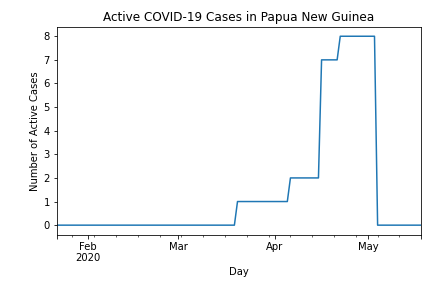 Active COVID-19 Cases in Papua New Guinea
8
7
6
5
4
3
2
1
0
Number of Active Cases
Feb Mar Apr May
2020
Day